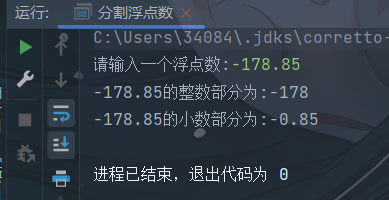 运行: 分割浮点数
C:\Users\34084\.jdks\corretto-
请输入一个浮点数:-178.85
-178.85的整数部分为:-178
-178.85的小数部分为:-0.85
进程已结束，退出代码为 0